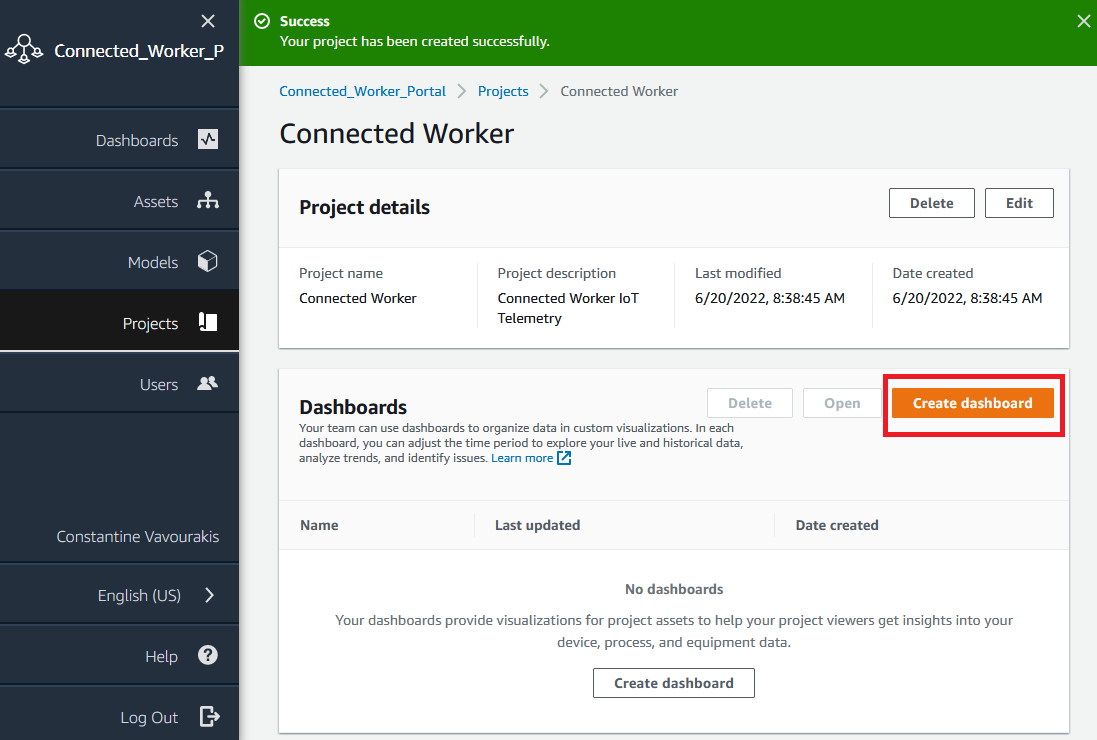 Connected_Worker_P
Dashboards
Assets
Models
Projects
Users
Constantine Vavourakis
English (US)
Help
Log Out
Success
Your project has been created successfully.
Connected_Worker_Portal
Projects
Connected Worker
Connected Worker
Project details
Delete
Edit
Project name
Connected Worker
Project description
Connected Worker IoT
Telemetry
Last modified
6/20/2022, 8:38:45 AM
Date created
6/20/2022, 8:38:45 AM
Dashboards
Delete
Open
Create dashboard
Your team can use dashboards to organize data in custom visualizations. In each
dashboard, you can adjust the time period to explore your live and historical data,
analyze trends, and identify issues. Learn more
Name
Last updated
Date created
No dashboards
Your dashboards provide visualizations for project assets to help your project viewers get insights into your
device, process, and equipment data.
Create dashboard